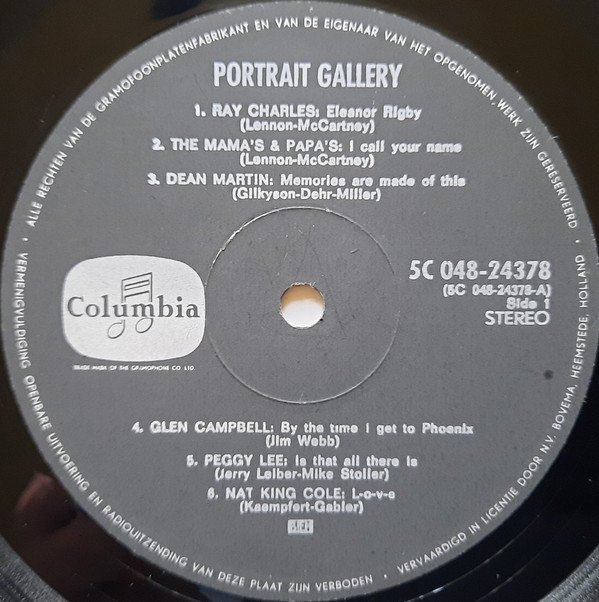 ALLE RECHTEN VAN DE GRAMOFOONPLATENFABRIKANT EN VAN DE EIGENAAR VAN HET OPGENOMEN WERK ZIJN GERESERVEERD
PORTRAIT GALLERY
1. RAY CHARLES: Eleanor Rigby
(Lennon-McCartney)
2. THE MAMA'S & PAPA'S: I call your name
(Lennon-McCartney)
3. DEAN MARTIN: Memories are made of this
(Gilkyson-Dehr-Miller)
Columbia
TRADE MARK OF THE GRAMOPHONE CO LTD
5C 048-24378
(5C 048-24378-A)
Side 1
STEREO
4. GLEN CAMPBELL: By the time I get to Phoenix
(Jim Webb)
5. PEGGY LEE: Is that all there is
(Jerry Leiber-Mike Stoller)
6. NAT KING COLE: L-o-v-e
(Kaempfert-Gabler)
• VERMENIGVULDIGING OPENBARE UITVOERING EN RADIOUITZENDING VAN DEZE PLAAT ZIJN VERBODEN •
VERVAARDIGD IN LICENTIE DOOR N.V. BOVEMA, HEEMSTEDE, HOLLAND •